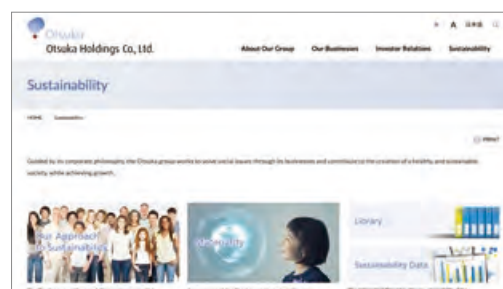 Otsuka
A 日本語
Otsuka Holdings Co., Ltd.
About Our Group Our Businesses Investor Relations Sustainability
Sustainability
HOME Sustainability
PRINT
Guided by its corporate philosophy, the Otsuka group works to solve social issues through its businesses and contribute to the creation of a healthy and sustainable
society, while achieving growth.
Our Approach
to Sustainability
Materiality
Library
Sustainability Data